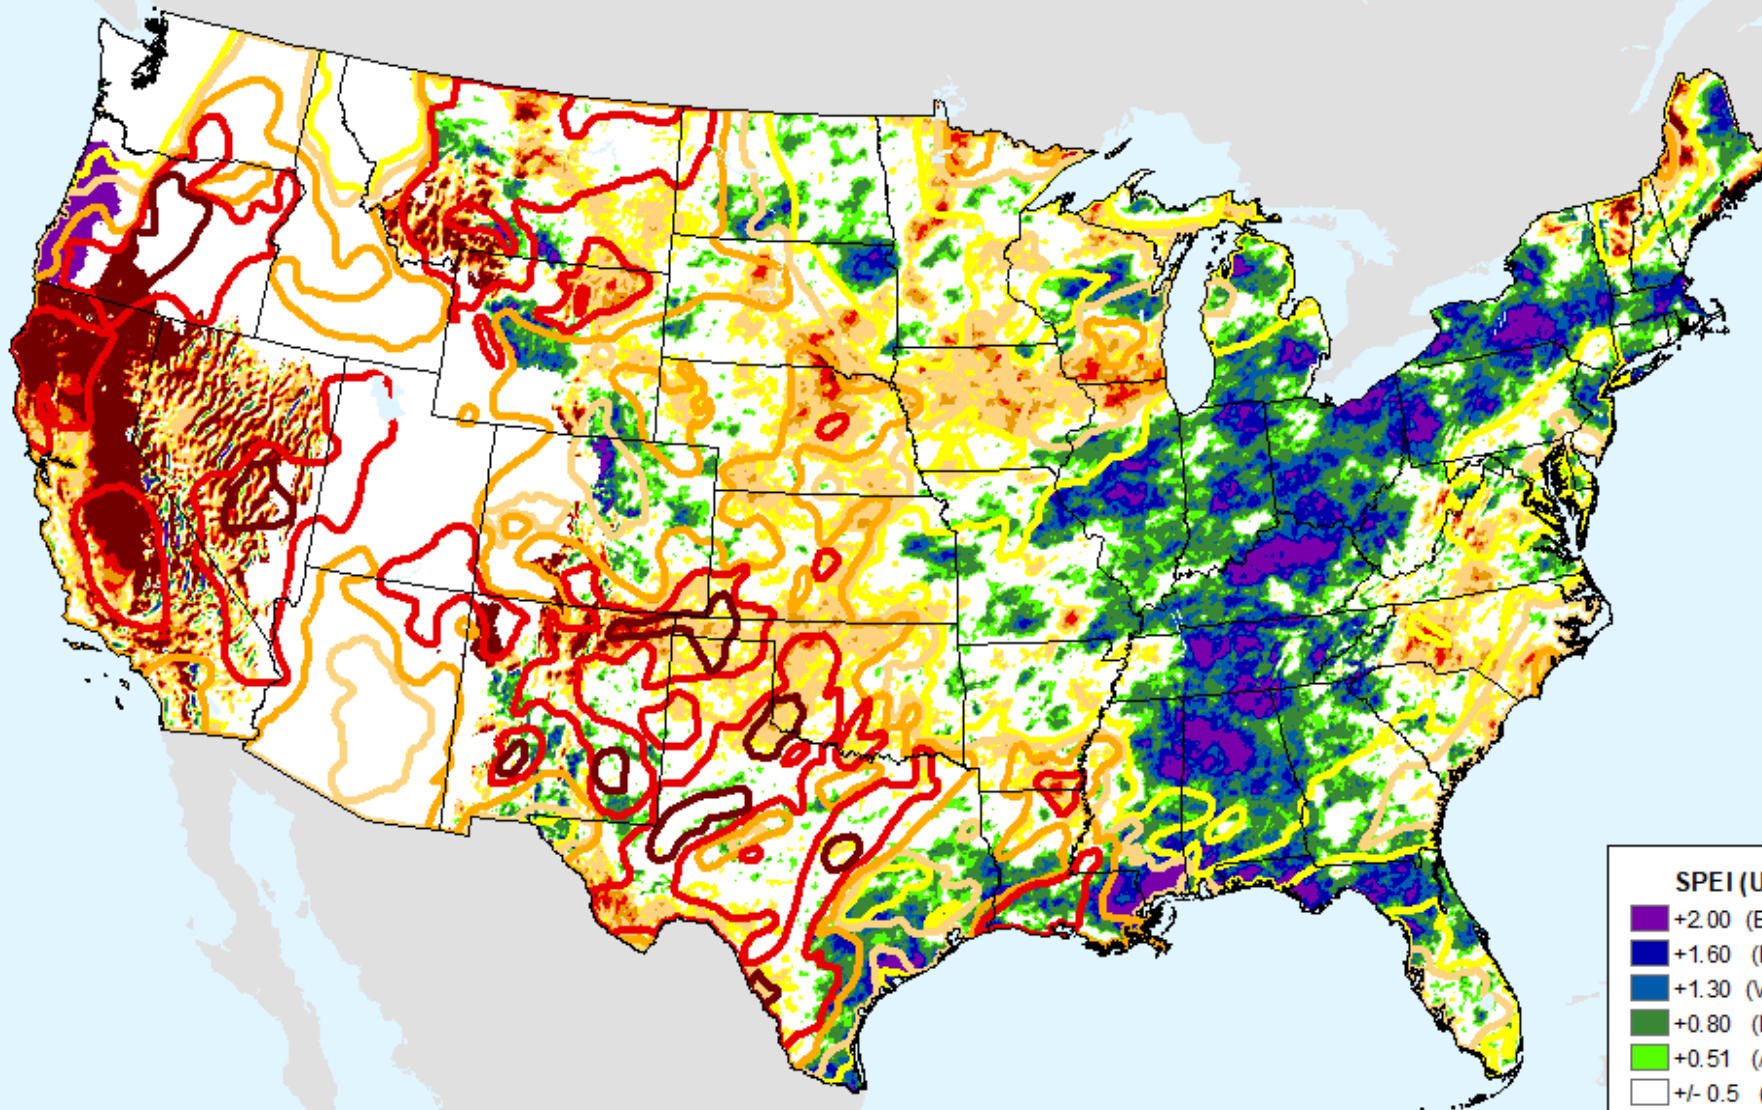 SPEI (U
+2.00 (E
+1.60 (
+1.30 (V
+0.80 (
+0.51 (
+/- 0.5 (